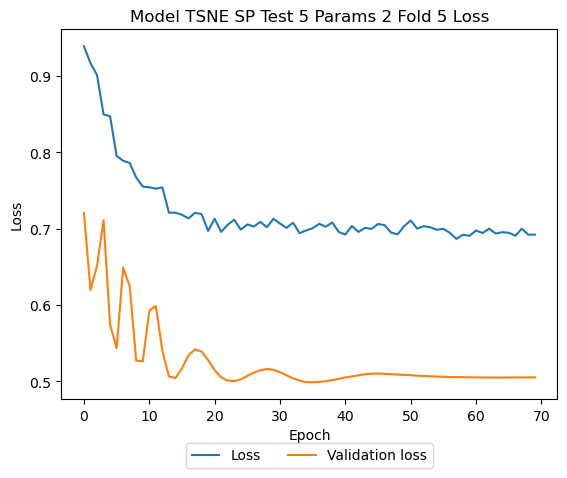 Model TSNE SP Test 5 Params 2 Fold 5 Loss
Loss
0.9
0.8
0.7
0.6
0.5
0 10 20 30 40 50 60 70
Epoch
Loss Validation loss